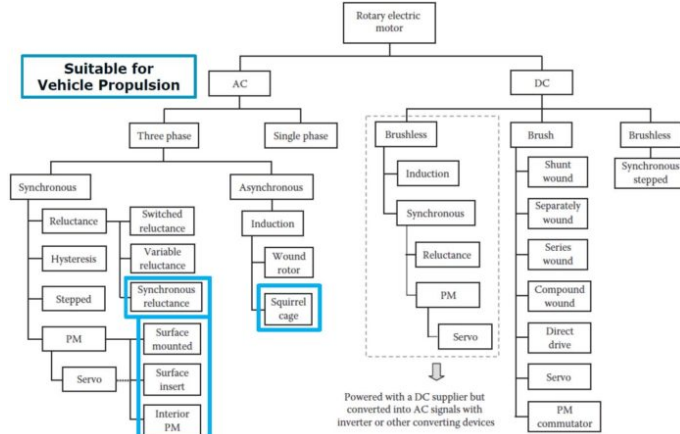 Rotary electric
motor
Suitable for
Vehicle Propulsion
AC
DC
Three phase
Single phase
Brushless
Brush
Brushless
Synchronous
Asynchronous
Induction
Shunt
wound
Synchronous
stepped
Reluctance
Switched
reluctance
Induction
Synchronous
Separately
wound
Hysteresis
Variable
reluctance
Wound
rotor
Reluctance
Series
wound
Stepped
Synchronous
reluctance
Squirrel
cage
PM
Compound
wound
PM
Surface
mounted
Servo
Direct
drive
Servo
Surface
insert
Servo
Interior
PM
PM
commutator
Powered with a DC supplier but
converted into AC signals with
inverter or other converting devices